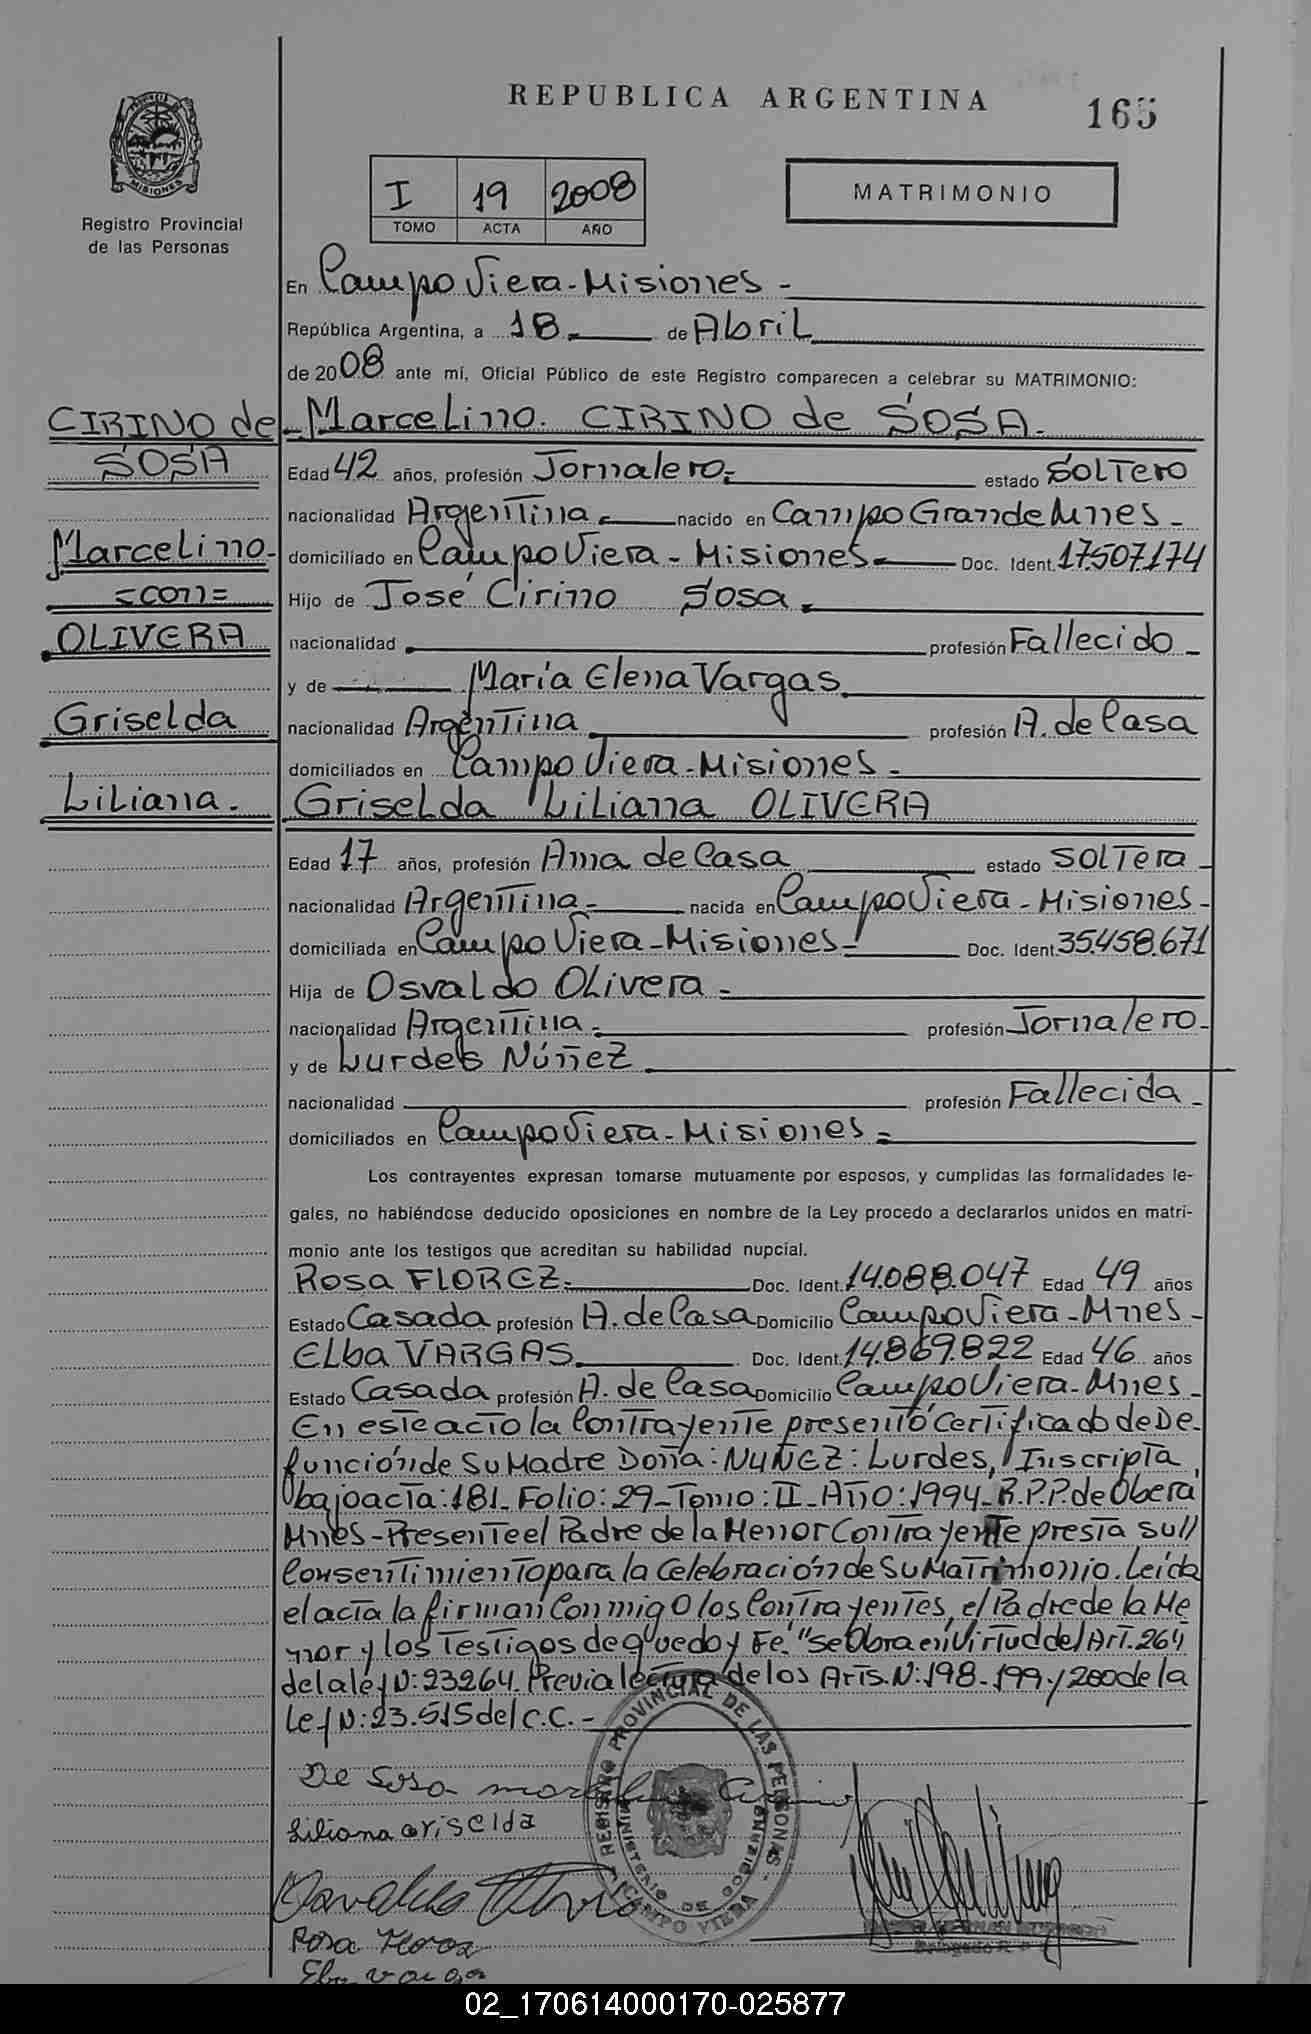 REPUBLICA ARGENTINA
165
MISIONES
Registro Provincial
de las Personas
I 19 2008
TOMO ACTA AÑO
MATRIMONIO
En Campo Viera - Misiones -
República Argentina, a 18 de Abril
de 2008 ante mí, Oficial Público de este Registro comparecen a celebrar su MATRIMONIO:
CIRINO de
SOSA
Marcelino
=con=
OLIVERA
Griselda
Liliana.
Marcelino. CIRINO de SOSA.
Edad 42 años, profesión Jornalero estado SOLTERO
nacionalidad Argentina nacido en Campo Grande Mnes -
domiciliado en Campo Viera - Misiones Doc. Ident. 17.507.174
Hijo de José Cirino Sosa
nacionalidad profesión Fallecido -
y de María Elena Vargas
nacionalidad Argentina profesión A. de Casa
domiciliados en Campo Viera - Misiones -
Griselda Liliana OLIVERA
Edad 17 años, profesión Ama de Casa estado SOLTERA -
nacionalidad Argentina - nacida en Campo Viera - Misiones -
domiciliada en Campo Viera - Misiones - Doc. Ident. 35.458.671
Hija de Osvaldo Olivera -
nacionalidad Argentina - profesión Jornalero -
y de Lurdes Núñez
nacionalidad profesión Fallecida -
domiciliados en Campo Viera - Misiones =
Los contrayentes expresan tomarse mutuamente por esposos, y cumplidas las formalidades le-
gales, no habiéndose deducido oposiciones en nombre de la Ley procedo a declararlos unidos en matri-
monio ante los testigos que acreditan su habilidad nupcial.
Rosa FLOREZ - Doc. Ident. 14.088.047 Edad 49 años
Estado Casada profesión A. de Casa Domicilio Campo Viera - Mnes -
Elba VARGAS Doc. Ident. 14.869.822 Edad 46 años
Estado Casada profesión A. de Casa Domicilio Campo Viera - Mnes -
En este acto la Contrayente presentó Certificado de De-
función de Su Madre Doña: NUÑEZ: Lurdes, Inscripta
bajo acta: 181 - Folio: 29 - Tomo: II - Año: 1994 - R.P.P. de Oberá
Mnes - Presente el Padre de la Menor Contrayente presta su //
Consentimiento para la Celebración de Su Matrimonio. Leída
el acta la firman Conmigo los Contrayentes, el Padre de la Me
nor y los Testigos de que doy Fe. "Se Obra en Virtud del Art. 264
de la ley N: 23264. Previa lectura de los Arts. N: 198 - 199 y 200 de la
Ley N: 23.515 del C.C. -
De Sosa Cirino
Liliana Griselda
Osvaldo
Rosa
REGISTRO PROVINCIAL DE LAS PERSONAS -
MINISTERIO DE GOBIERNO
CAMPO VIERA
02_170614000170-025877